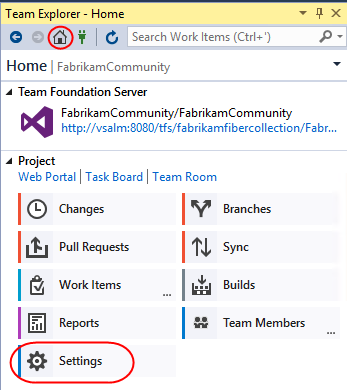 Team Explorer - Home
Search Work Items (Ctrl+')
Home | FabrikamCommunity
Team Foundation Server
FabrikamCommunity/FabrikamCommunity
http://vsalm:8080/tfs/fabrikamfibercollection/Fabr...
Project
Web Portal | Task Board | Team Room
Changes
Branches
Pull Requests
Sync
Work Items ...
Builds
Reports
Team Members ...
Settings